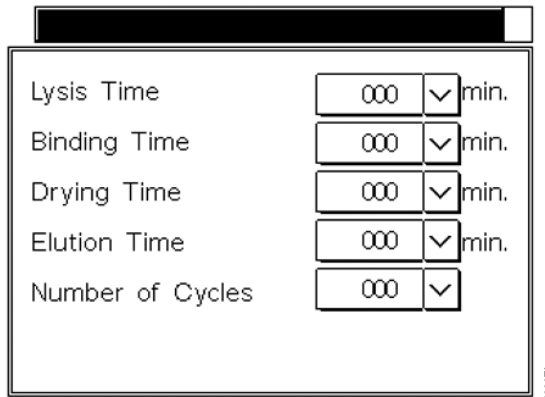 Lysis Time 000 min.
Binding Time 000 min.
Drying Time 000 min.
Elution Time 000 min.
Number of Cycles 000